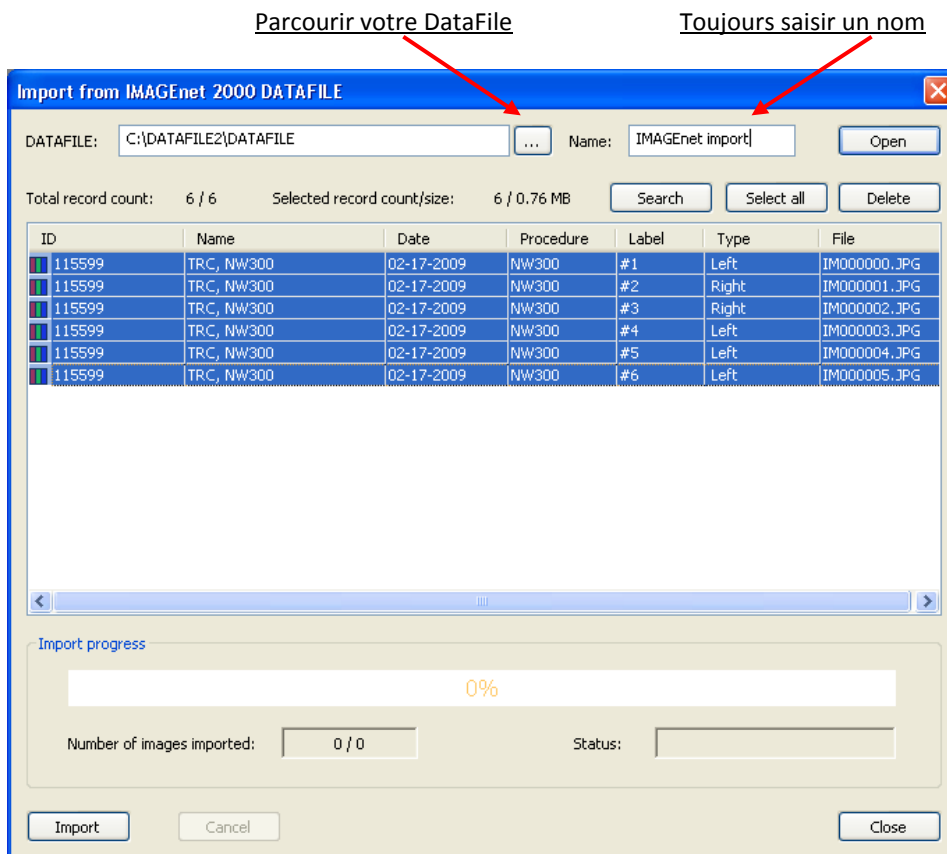 Parcourir votre DataFile Toujours saisir un nom
Import from IMAGEnet 2000 DATAFILE
DATAFILE: C:\DATAFILE2\DATAFILE ... Name: IMAGEnet import Open
Total record count: 6 / 6 Selected record count/size: 6 / 0.76 MB Search Select all Delete
ID Name Date Procedure Label Type File
115599 TRC, NW300 02-17-2009 NW300 #1 Left IM000000.JPG
115599 TRC, NW300 02-17-2009 NW300 #2 Right IM000001.JPG
115599 TRC, NW300 02-17-2009 NW300 #3 Right IM000002.JPG
115599 TRC, NW300 02-17-2009 NW300 #4 Left IM000003.JPG
115599 TRC, NW300 02-17-2009 NW300 #5 Left IM000004.JPG
115599 TRC, NW300 02-17-2009 NW300 #6 Left IM000005.JPG
Import progress
0%
Number of images imported: 0 / 0 Status:
Import Cancel Close